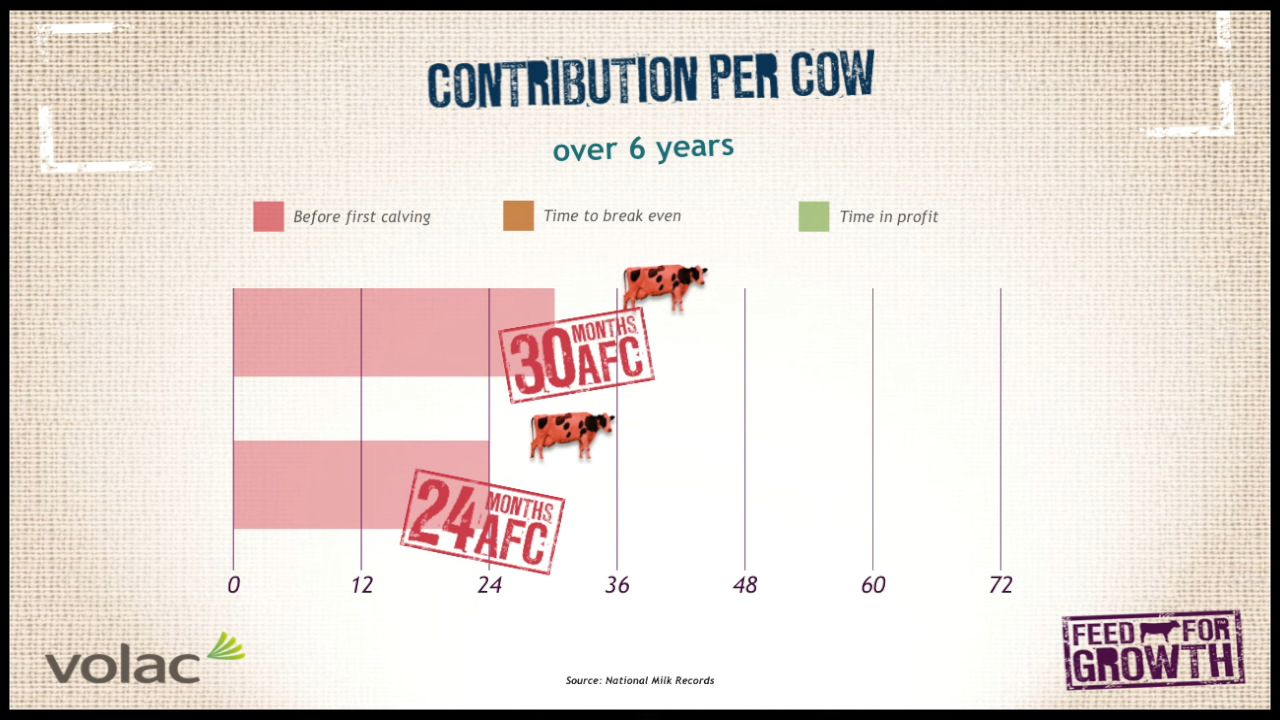 CONTRIBUTION PER COW
over 6 years
Before first calving
Time to break even
Time in profit
30 MONTHS AFC
24 MONTHS AFC
0 12 24 36 48 60 72
volac
FEED FOR™
GROWTH
Source: National Milk Records